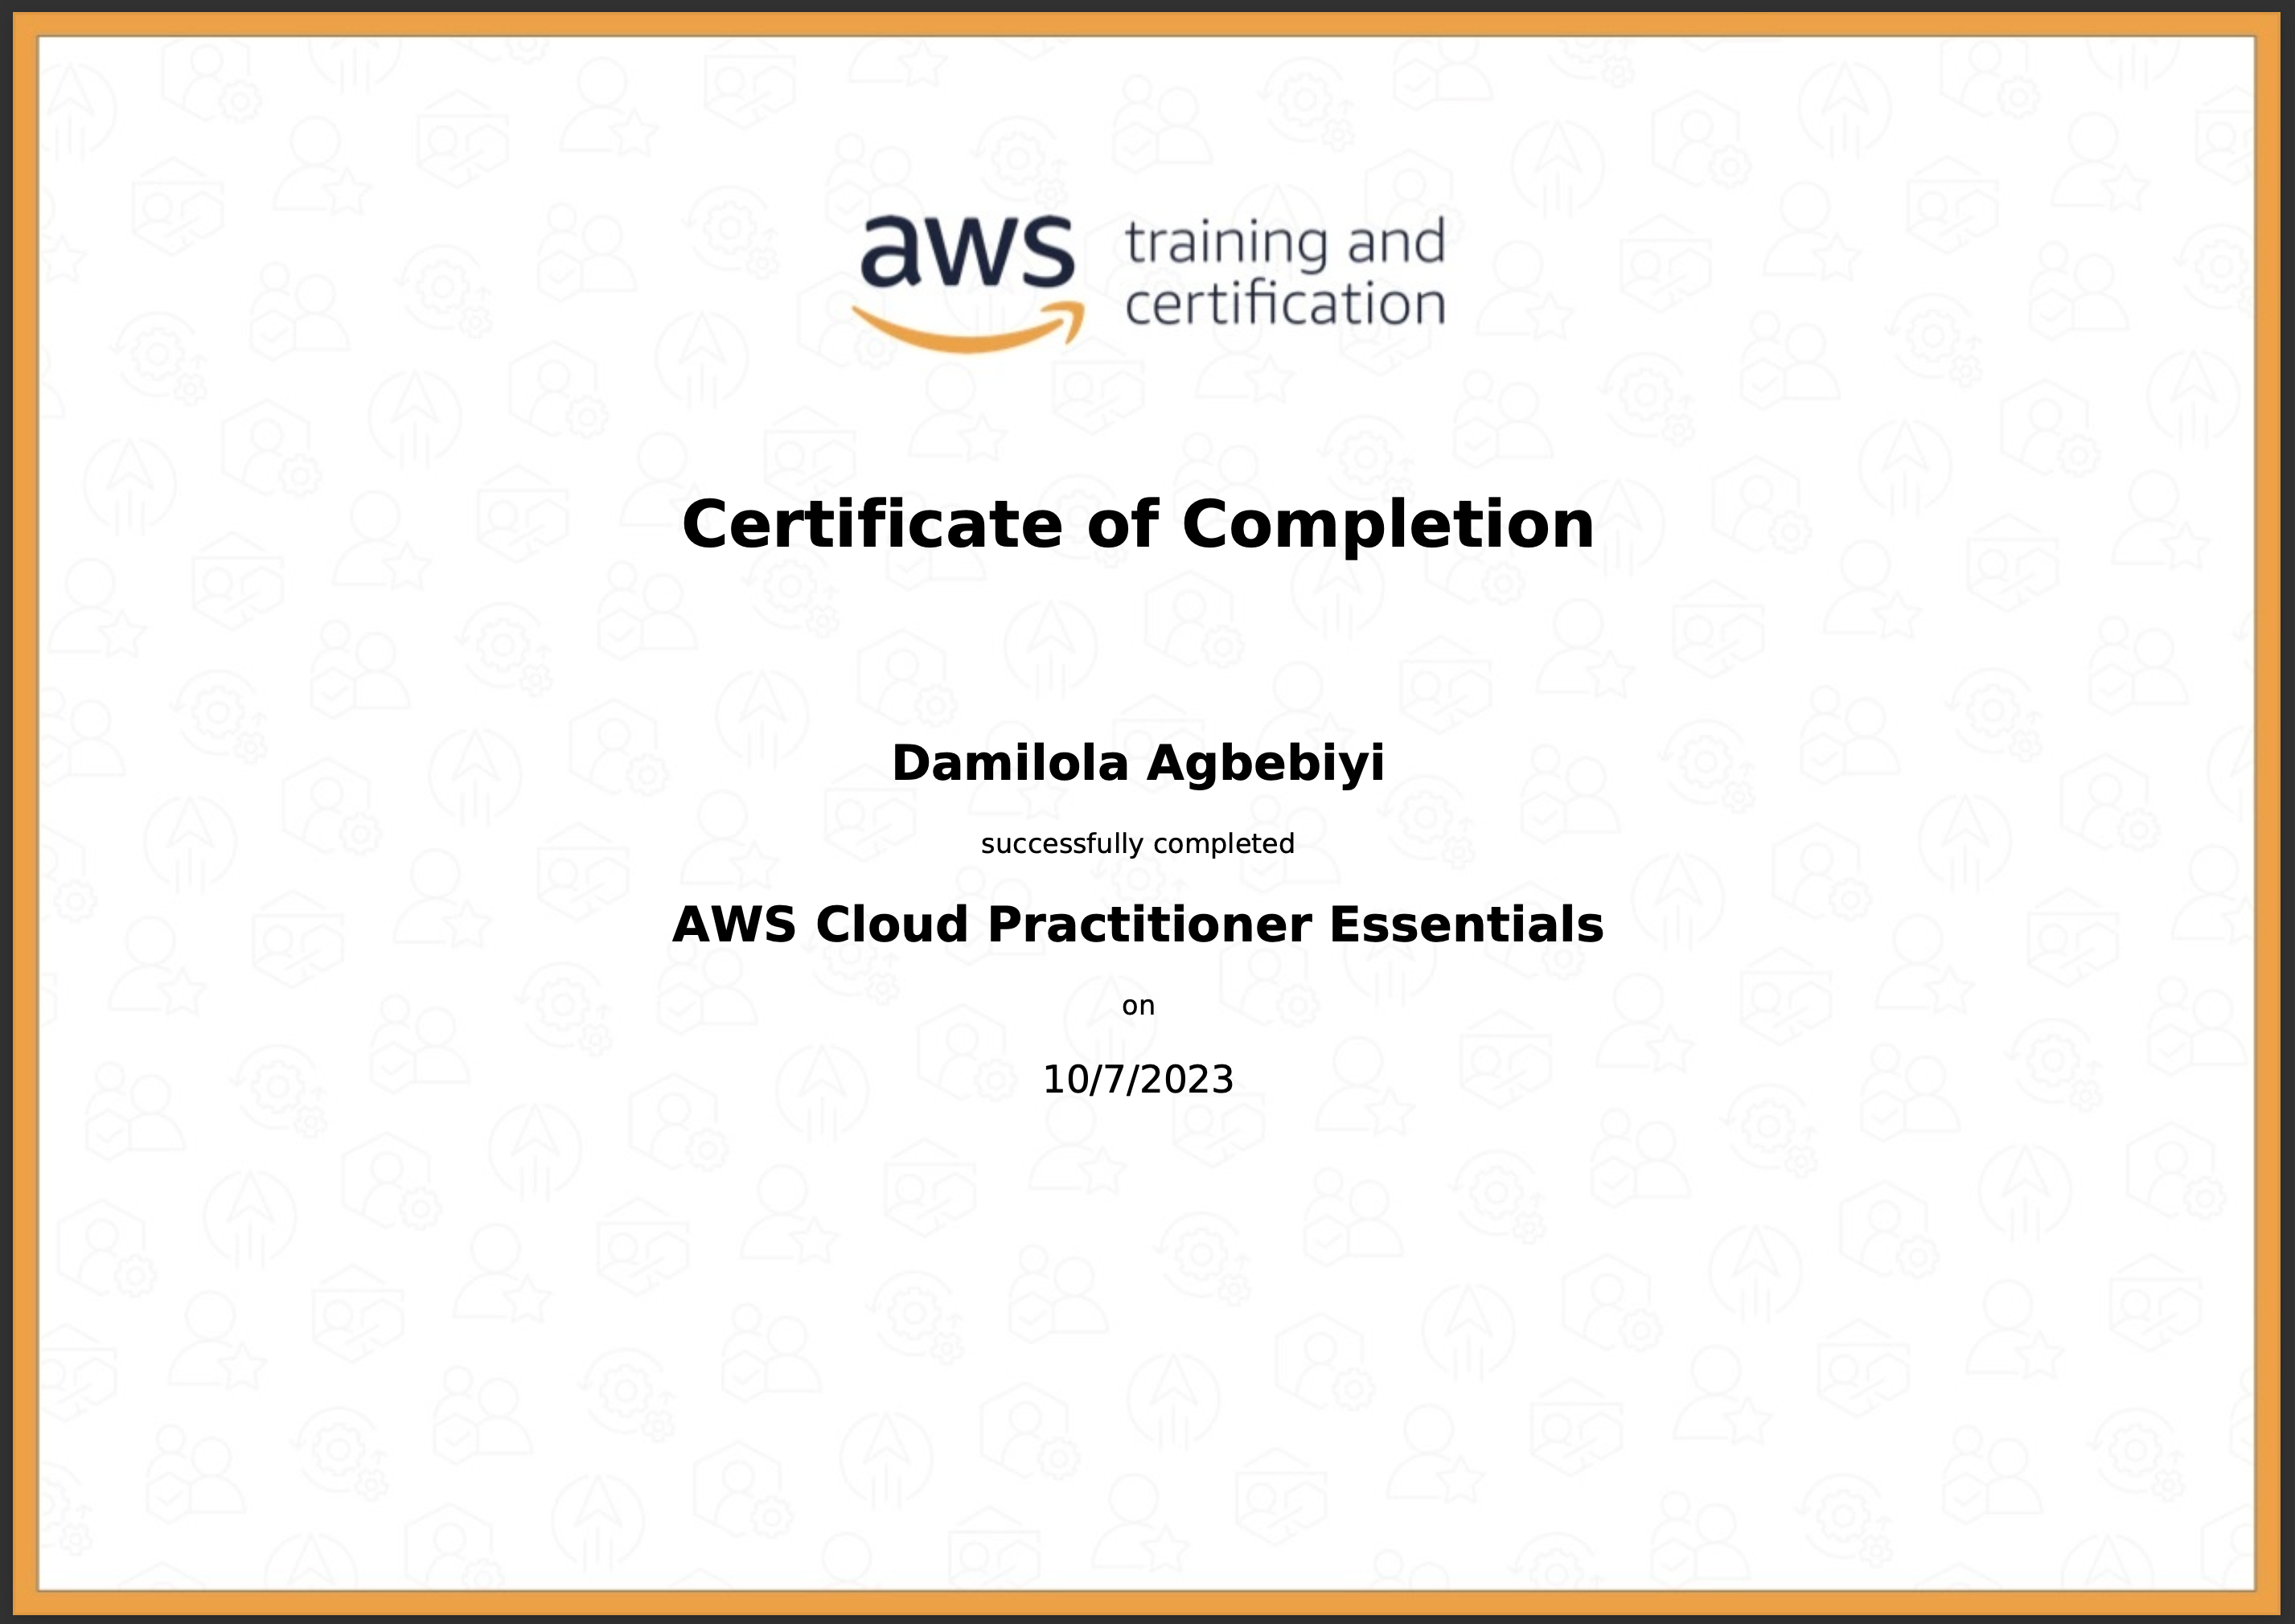 aws training and
certification
Certificate of Completion
Damilola Agbebiyi
successfully completed
AWS Cloud Practitioner Essentials
on
10/7/2023